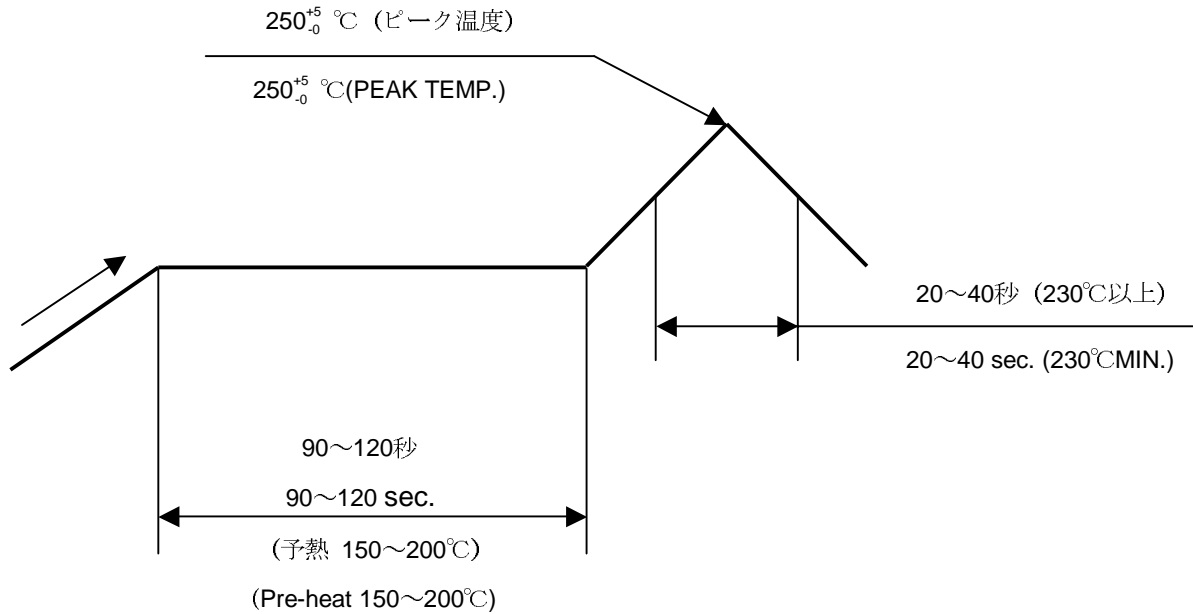 250+5-0 ℃ (ピーク温度)
250+5-0 ℃(PEAK TEMP.)
20~40秒 (230℃以上)
20~40 sec. (230℃MIN.)
90~120秒
90~120 sec.
(予熱 150~200℃)
(Pre-heat 150~200℃)